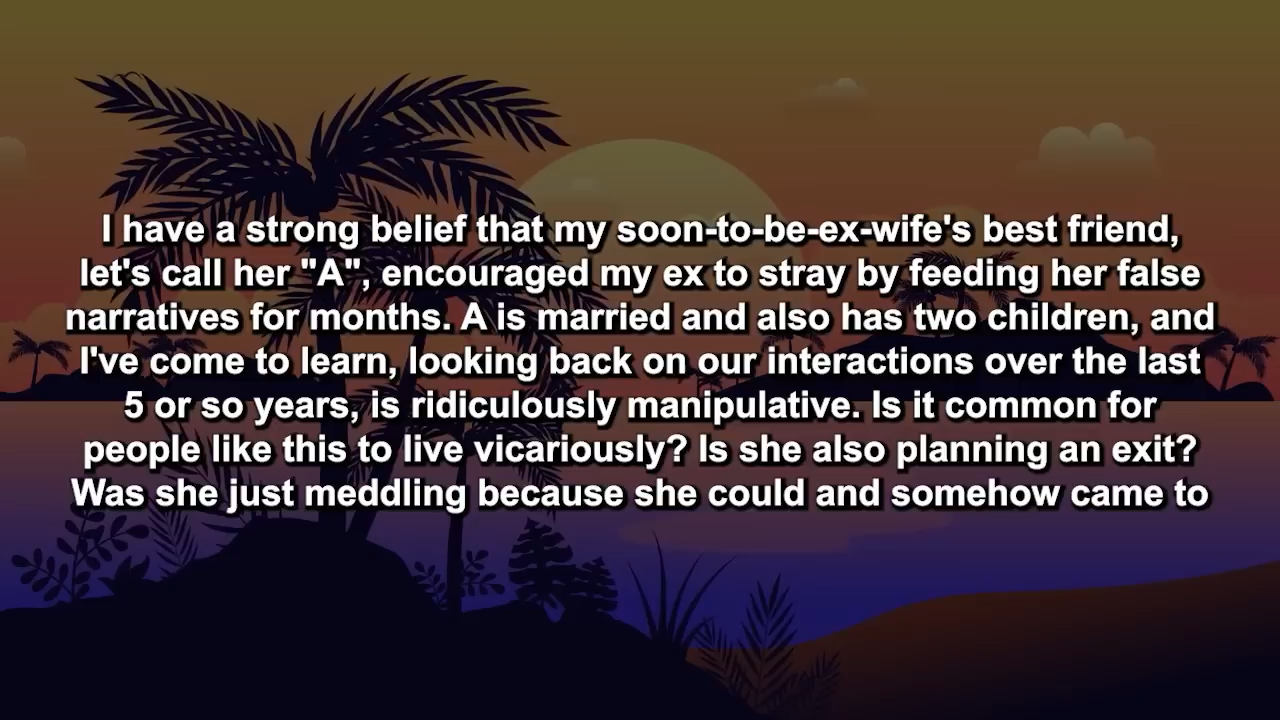 I have a strong belief that my soon-to-be-ex-wife's best friend,
let's call her "A", encouraged my ex to stray by feeding her false
narratives for months. A is married and also has two children, and
I've come to learn, looking back on our interactions over the last
5 or so years, is ridiculously manipulative. Is it common for
people like this to live vicariously? Is she also planning an exit?
Was she just meddling because she could and somehow came to